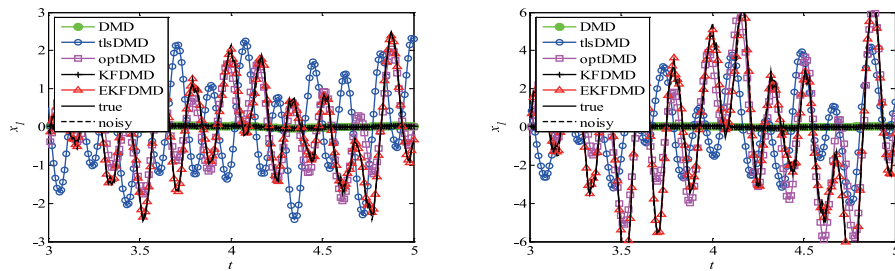 3
2
1
0
-1
-2
-3
x1
DMD
tlsDMD
optDMD
KFDMD
EKFDMD
true
noisy
3 3.5 4 4.5 5
t
6
4
2
0
-2
-4
-6
x1
DMD
tlsDMD
optDMD
KFDMD
EKFDMD
true
noisy
3 3.5 4 4.5 5
t